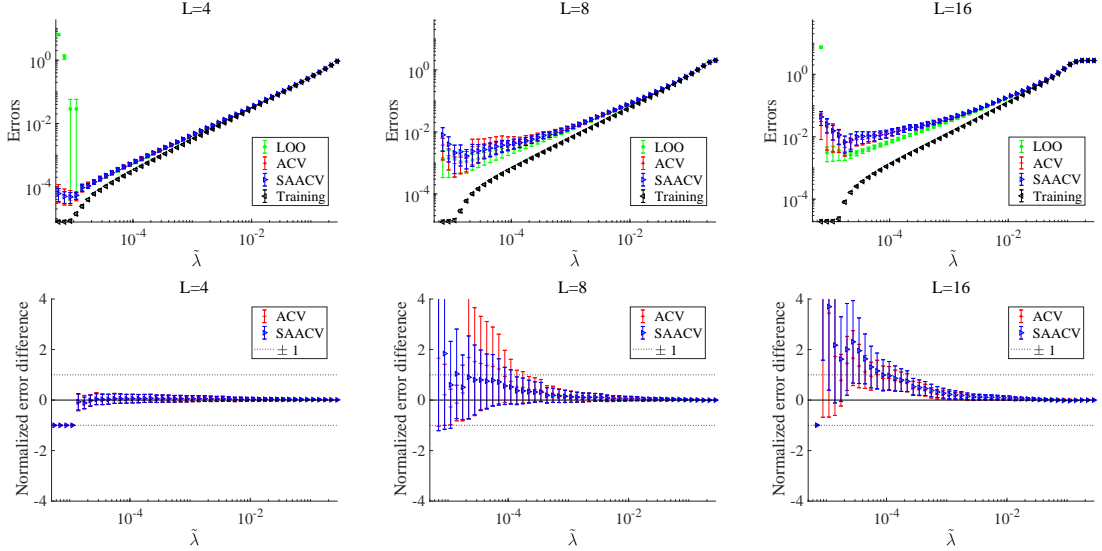 L=4
10^0
10^-2
10^-4
Errors
LOO
ACV
SAACV
Training
10^-4
10^-2
λ̃
L=8
10^0
10^-2
10^-4
Errors
LOO
ACV
SAACV
Training
10^-4
10^-2
λ̃
L=16
10^2
10^0
10^-2
10^-4
Errors
LOO
ACV
SAACV
Training
10^-4
10^-2
λ̃
L=4
4
2
0
-2
-4
Normalized error difference
ACV
SAACV
± 1
10^-4
10^-2
λ̃
L=8
4
2
0
-2
-4
Normalized error difference
ACV
SAACV
± 1
10^-4
10^-2
λ̃
L=16
4
2
0
-2
-4
Normalized error difference
ACV
SAACV
± 1
10^-4
10^-2
λ̃